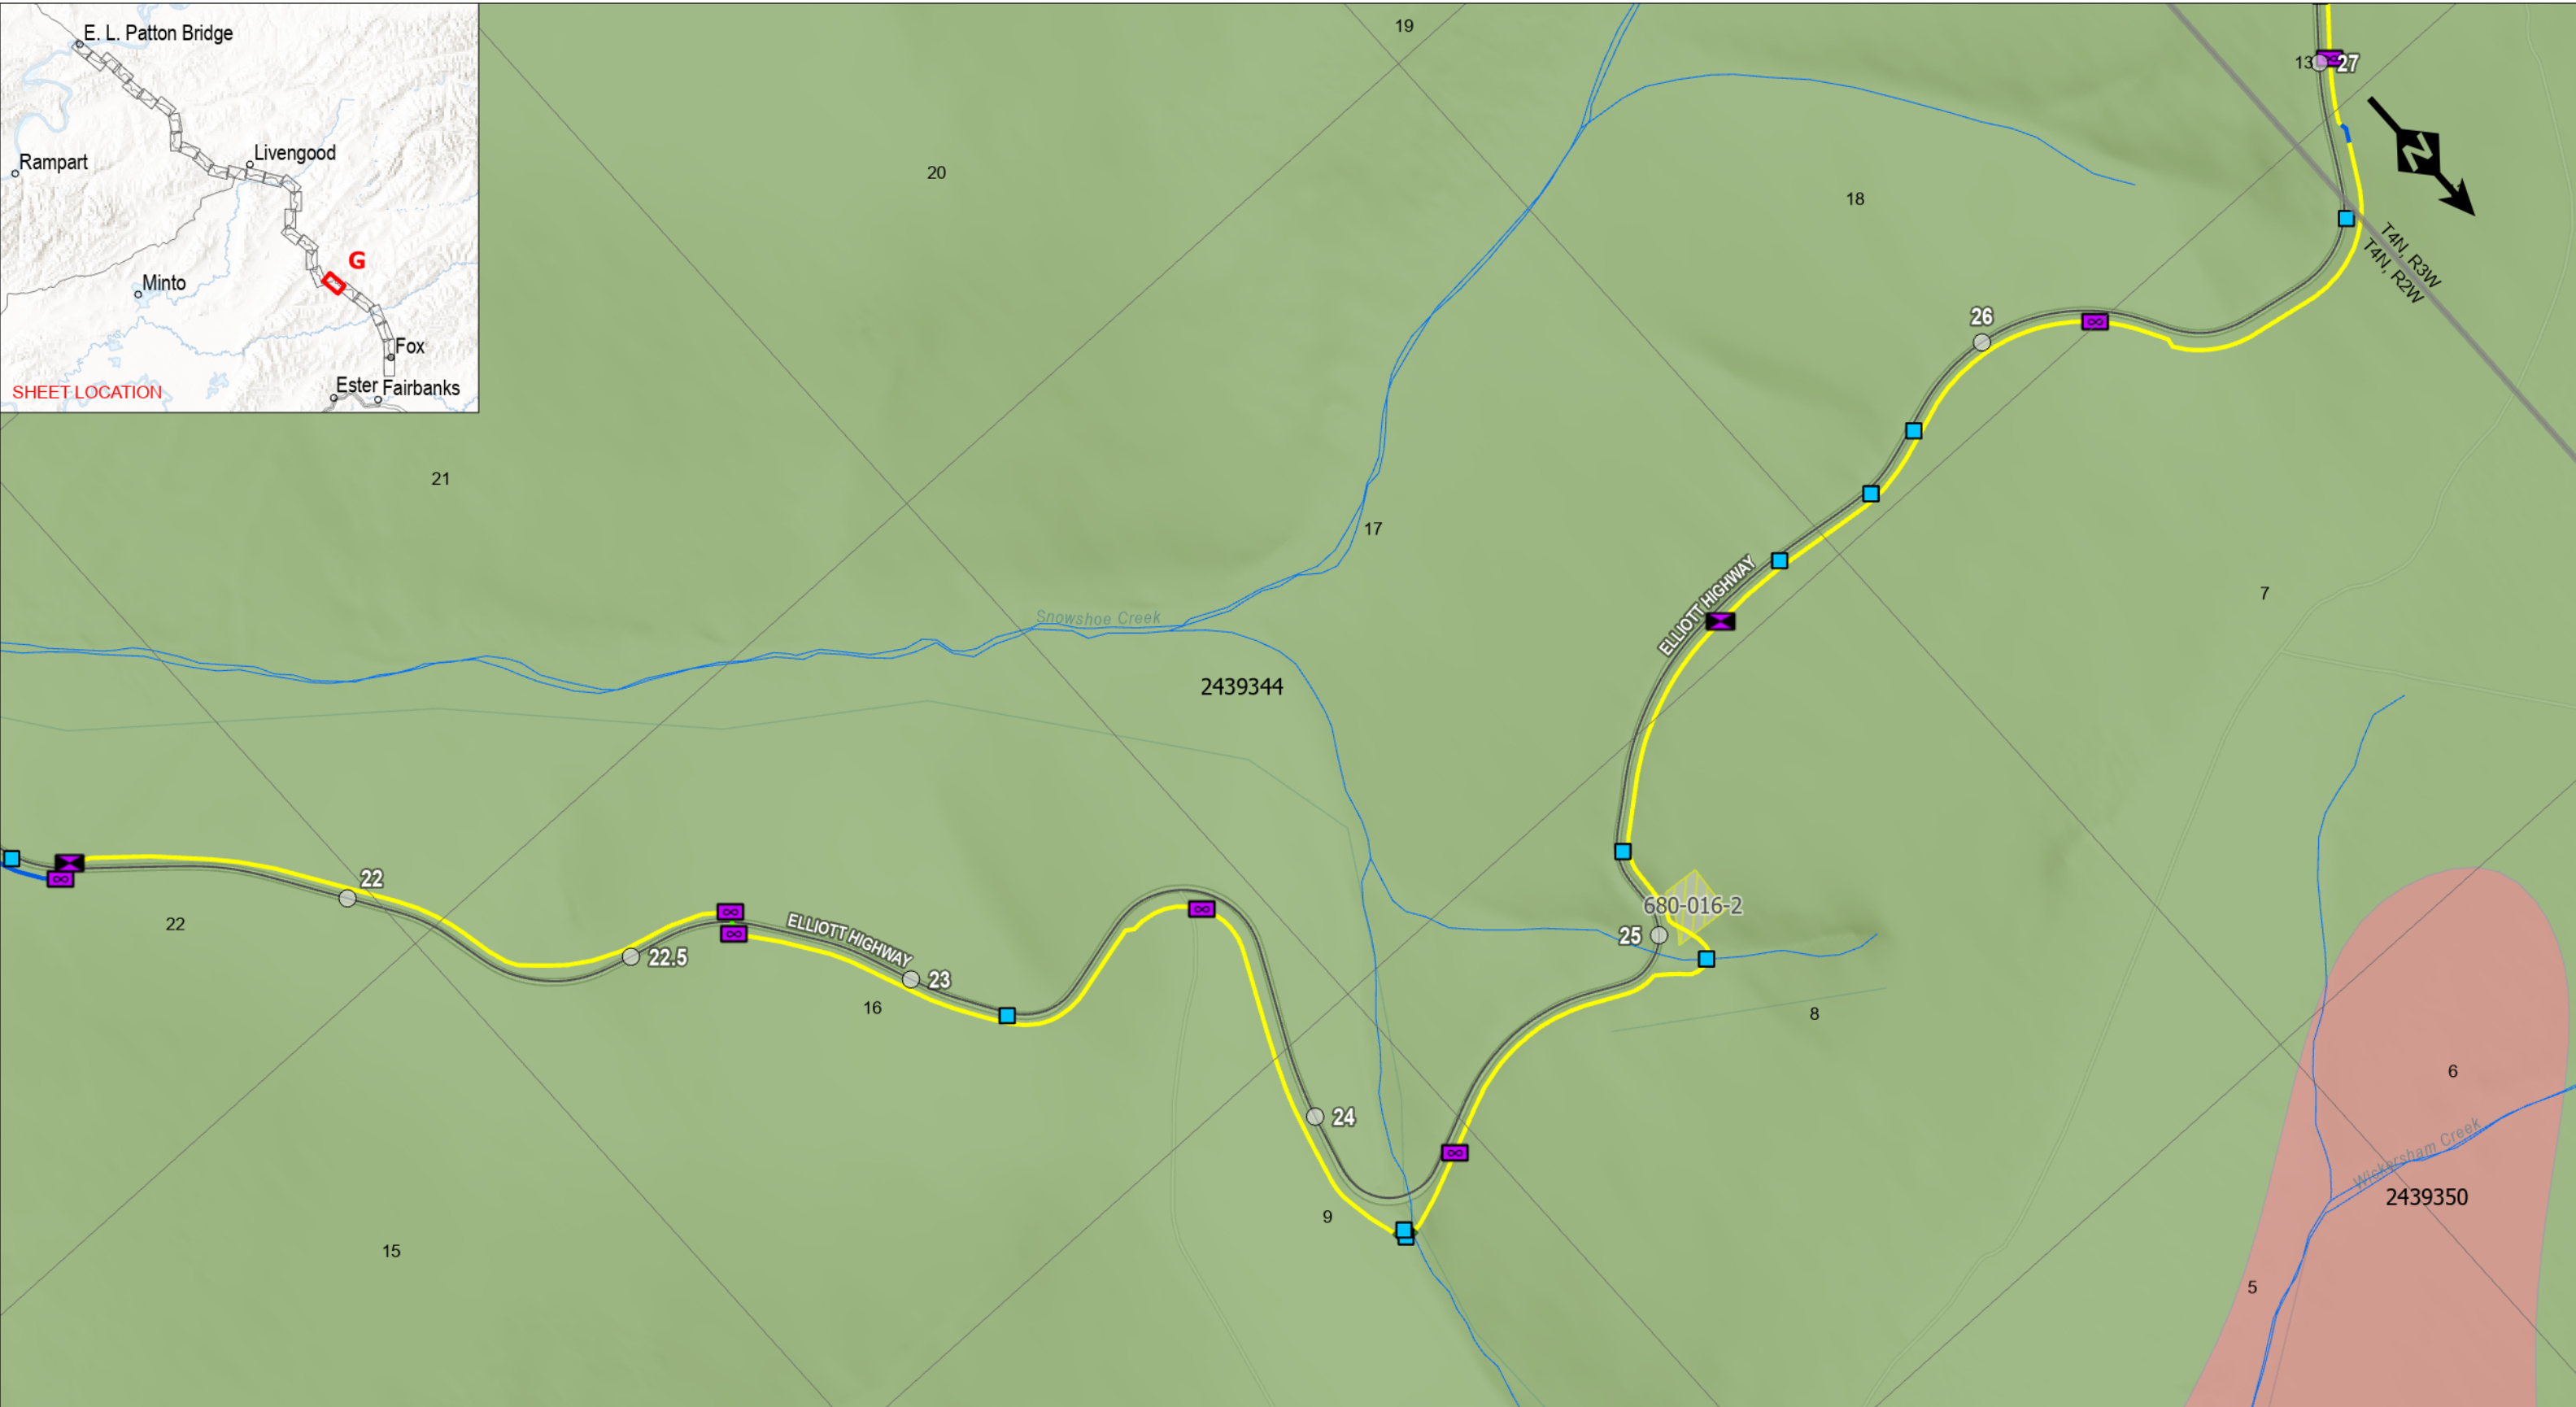 E. L. Patton Bridge
Rampart
Livengood
Minto
G
Fox
Ester
Fairbanks
SHEET LOCATION
19
13
27
N
20
18
T4N, R3W
T4N, R2W
26
21
17
7
ELLIOTT HIGHWAY
Snowshoe Creek
2439344
22
22
680-016-2
25
ELLIOTT HIGHWAY
22.5
23
16
8
6
24
Wickersham Creek
2439350
9
15
5